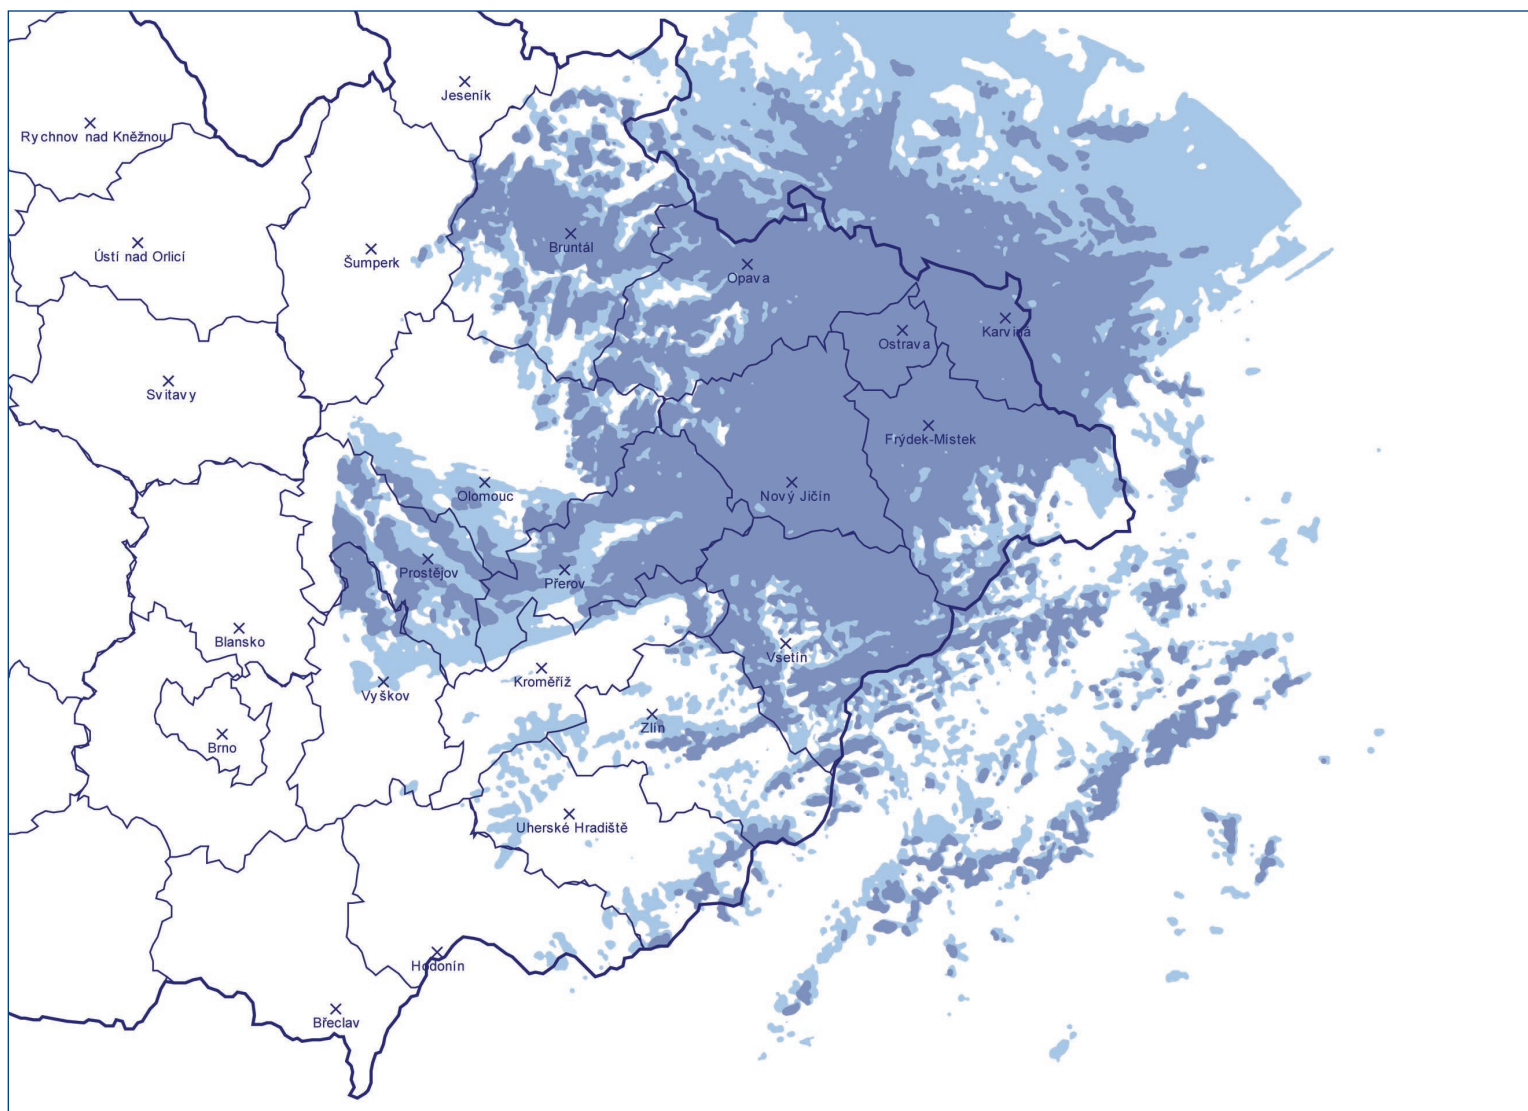 Jeseník
Rychnov nad Kněžnou
Ústí nad Orlicí
Šumperk
Bruntál
Opava
Karviná
Ostrava
Svitavy
Frýdek-Místek
Olomouc
Nový Jičín
Prostějov
Přerov
Blansko
Vsetín
Kroměříž
Vyškov
Zlín
Brno
Uherské Hradiště
Hodonín
Břeclav